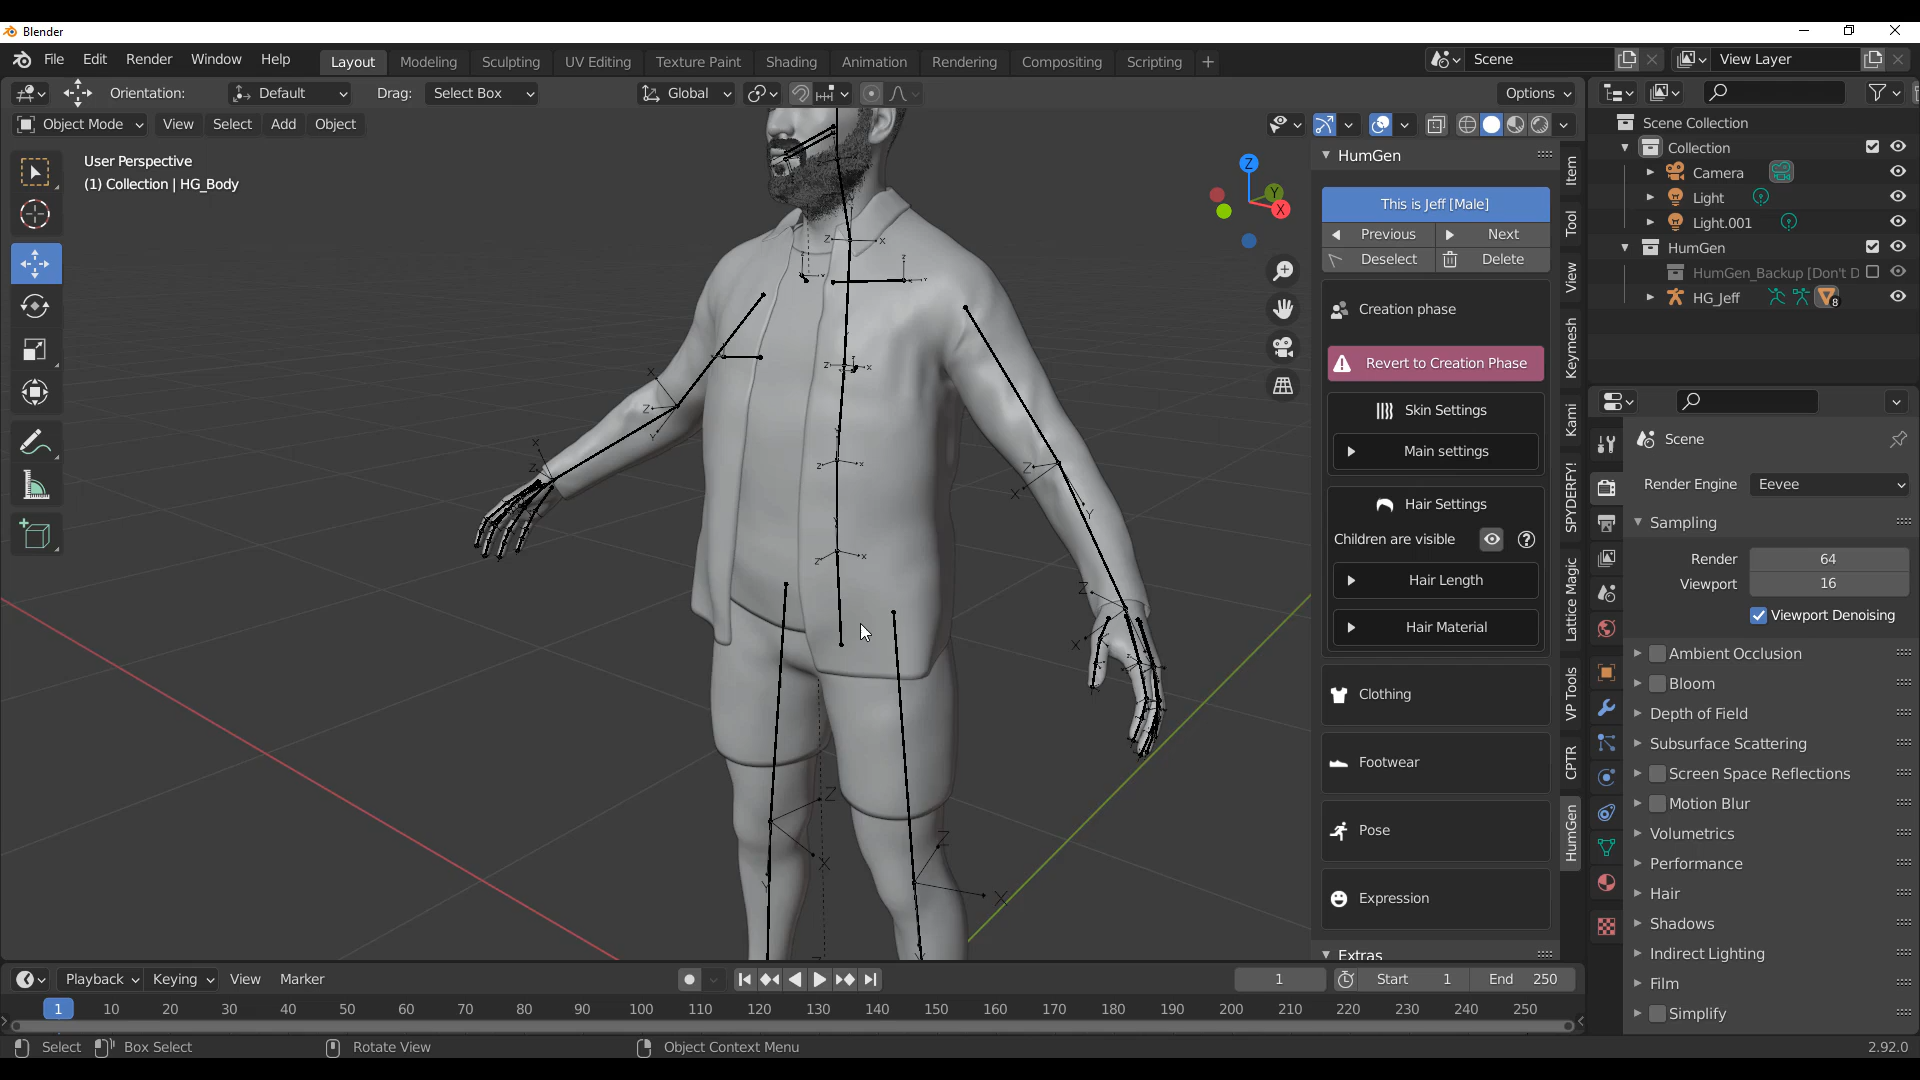 Blender
File Edit Render Window Help Layout Modeling Sculpting UV Editing Texture Paint Shading Animation Rendering Compositing Scripting + Scene View Layer
Orientation: Default Drag: Select Box Global Options
Object Mode View Select Add Object
User Perspective
(1) Collection | HG_Body
Z
Y
X
HumGen
This is Jeff [Male]
Previous Next
Deselect Delete
Creation phase
Revert to Creation Phase
Skin Settings
Main settings
Hair Settings
Children are visible
Hair Length
Hair Material
Clothing
Footwear
Pose
Expression
Extras
Item
Tool
View
Keymesh
Kami
SPYDERFY!
Lattice Magic
VP Tools
CPTR
HumGen
Scene Collection
Collection
Camera
Light
Light.001
HumGen
HumGen_Backup [Don't D
HG_Jeff 8
Scene
Render Engine Eevee
Sampling
Render 64
Viewport 16
Viewport Denoising
Ambient Occlusion
Bloom
Depth of Field
Subsurface Scattering
Screen Space Reflections
Motion Blur
Volumetrics
Performance
Hair
Shadows
Indirect Lighting
Film
Simplify
Playback Keying View Marker 1 Start 1 End 250
1 10 20 30 40 50 60 70 80 90 100 110 120 130 140 150 160 170 180 190 200 210 220 230 240 250
Select Box Select Rotate View Object Context Menu 2.92.0